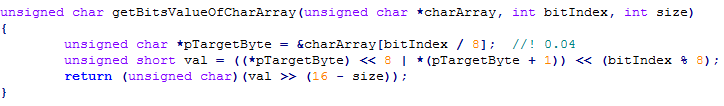 unsigned char getBitsValueOfCharArray(unsigned char *charArray, int bitIndex, int size)
{
unsigned char *pTargetByte = &charArray[bitIndex / 8]; //! 0.04
unsigned short val = ((*pTargetByte) << 8 | *(pTargetByte + 1)) << (bitIndex % 8);
return (unsigned char)(val >> (16 - size));
}